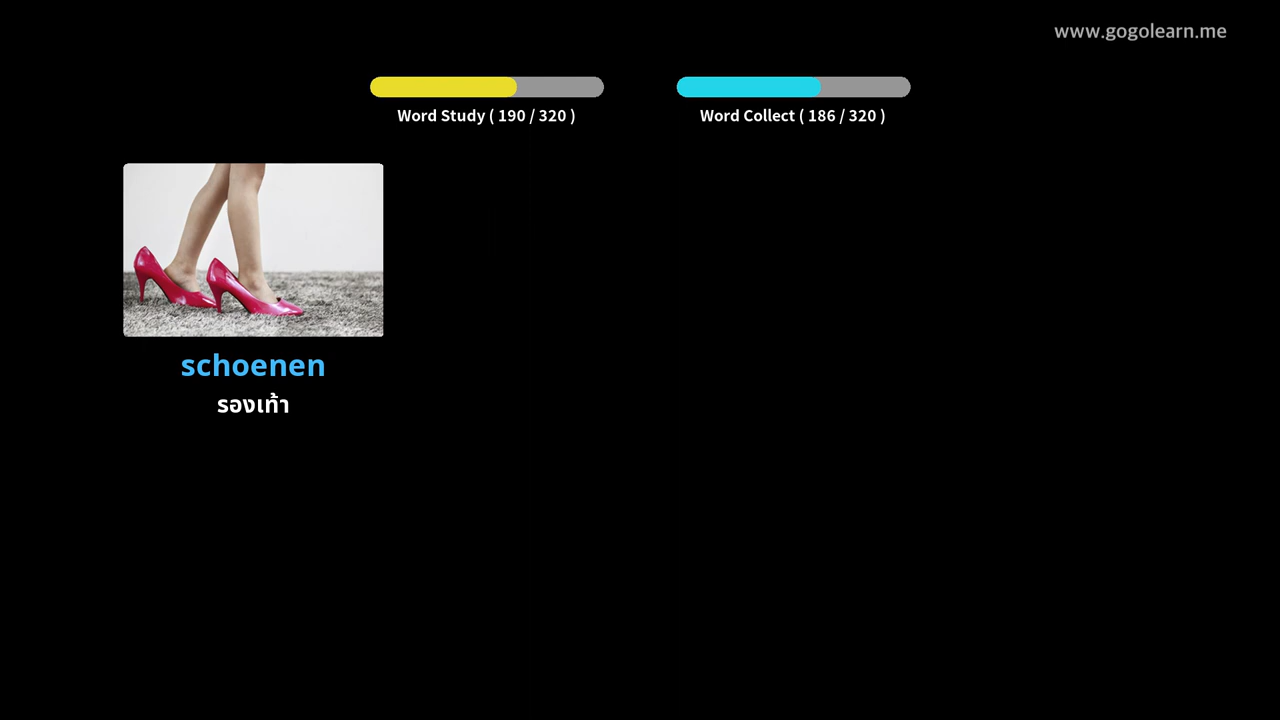 www.gogolearn.me
Word Study ( 190 / 320 )
Word Collect ( 186 / 320 )
schoenen
รองเท้า